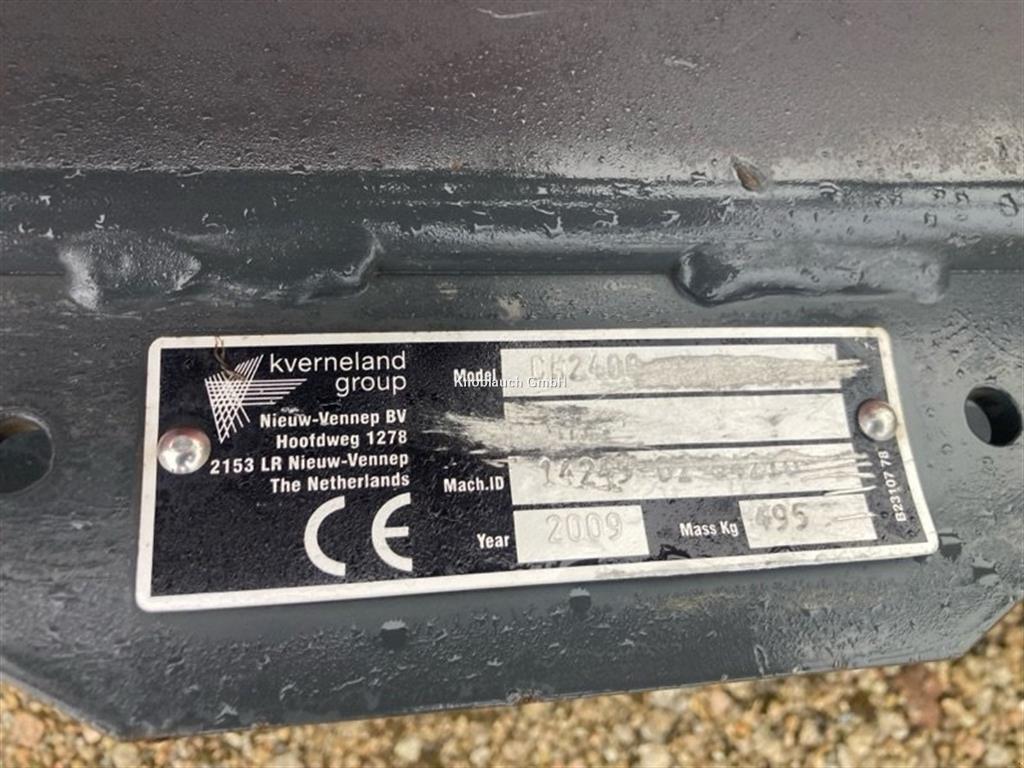 kverneland
group
Nieuw-Vennep BV
Hoofdweg 1278
2153 LR Nieuw-Vennep
The Netherlands
CE
Model
Knoblauch GmbH
Mach.ID
Year 2009
Mass Kg 495
B23107 78